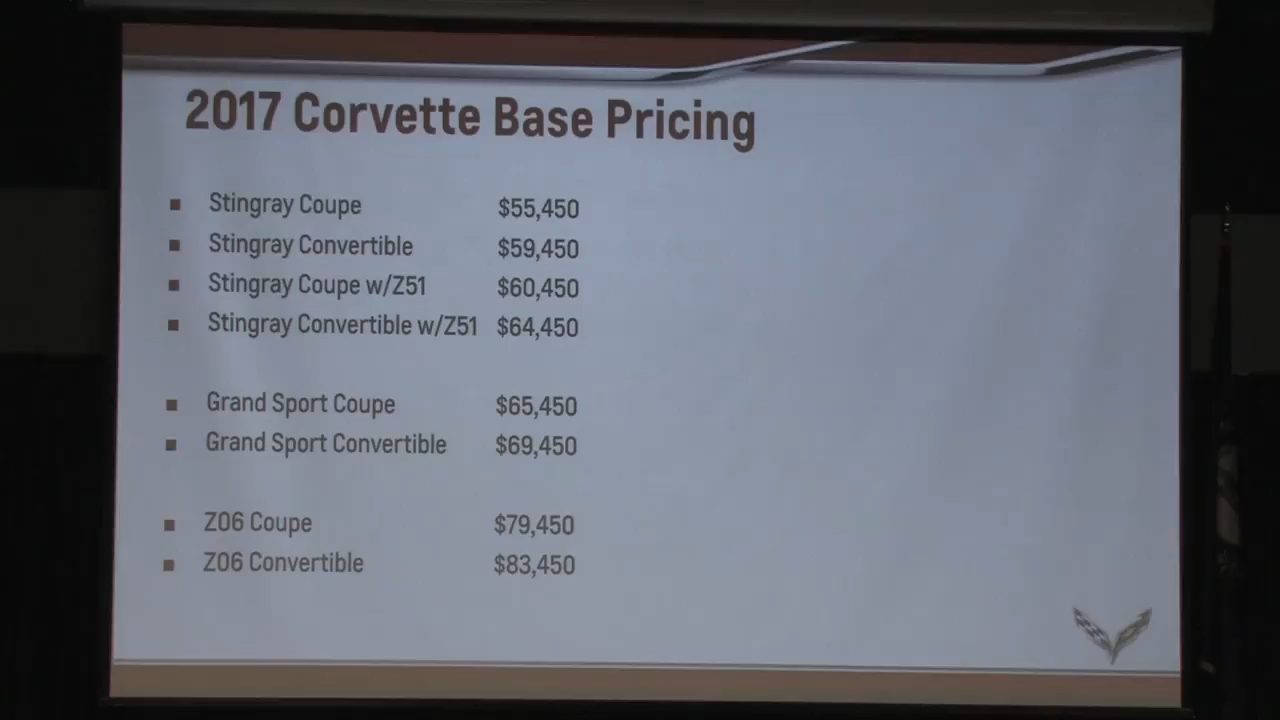 2017 Corvette Base Pricing
▪ Stingray Coupe $55,450
▪ Stingray Convertible $59,450
▪ Stingray Coupe w/Z51 $60,450
▪ Stingray Convertible w/Z51 $64,450
▪ Grand Sport Coupe $65,450
▪ Grand Sport Convertible $69,450
▪ Z06 Coupe $79,450
▪ Z06 Convertible $83,450